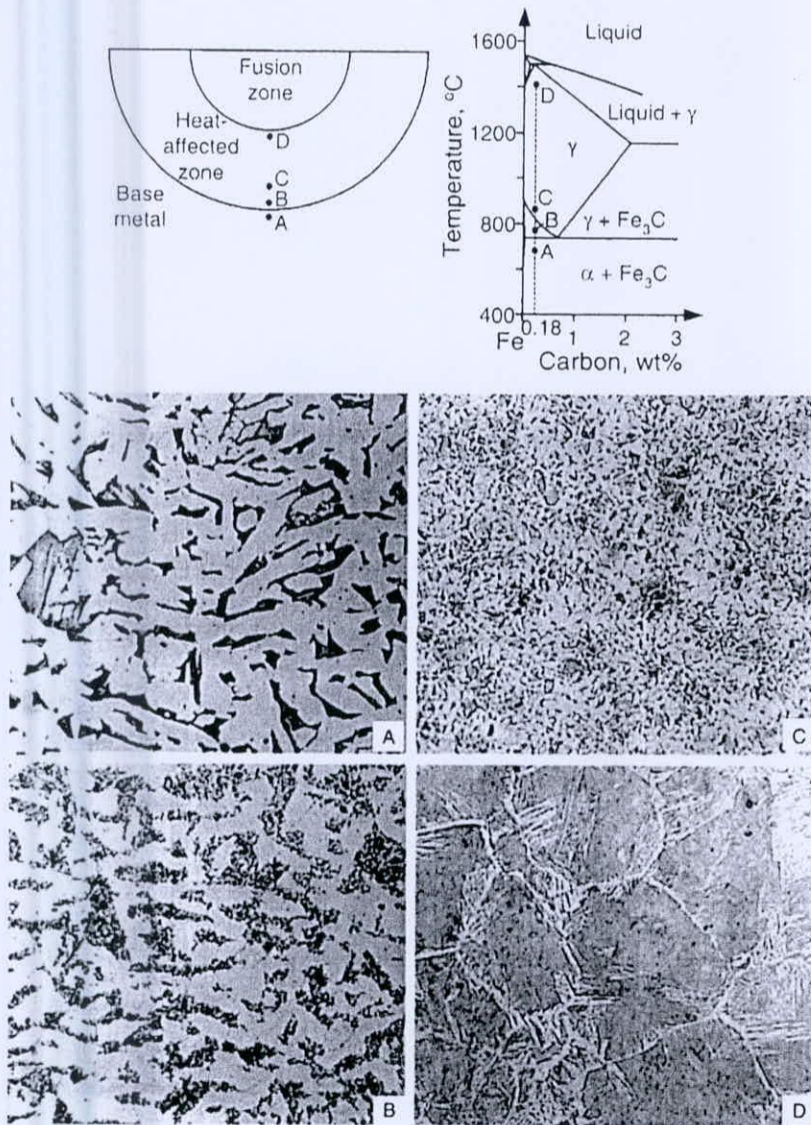 Fusion
zone
Heat-
affected
zone
Base
metal
D
C
B
A
Temperature, °C
1600
1200
800
400
Liquid
Liquid + γ
γ
γ + Fe₃C
α + Fe₃C
D
C
B
A
Fe
0.18
1
2
3
Carbon, wt%
A
C
B
D